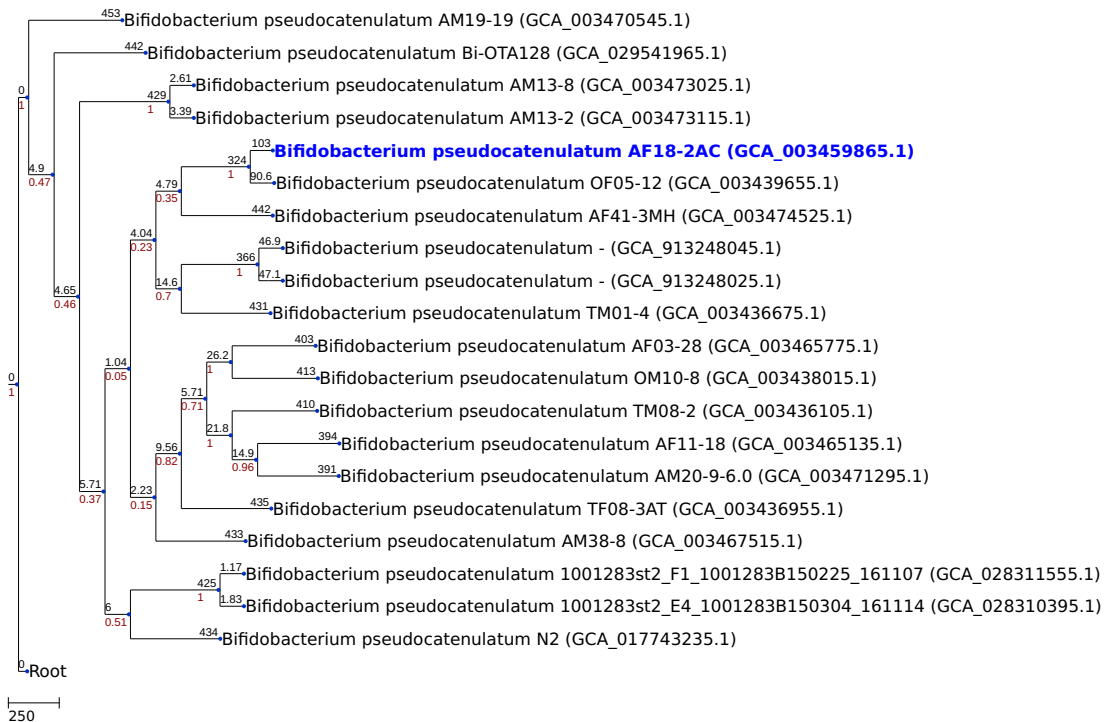 453 Bifidobacterium pseudocatenulatum AM19-19 (GCA_003470545.1)
442 Bifidobacterium pseudocatenulatum Bi-OTA128 (GCA_029541965.1)
2.61 Bifidobacterium pseudocatenulatum AM13-8 (GCA_003473025.1)
0 429
1 1
3.39 Bifidobacterium pseudocatenulatum AM13-2 (GCA_003473115.1)
103 Bifidobacterium pseudocatenulatum AF18-2AC (GCA_003459865.1)
4.9 324
0.47 1
90.6 Bifidobacterium pseudocatenulatum OF05-12 (GCA_003439655.1)
4.79
0.35
442 Bifidobacterium pseudocatenulatum AF41-3MH (GCA_003474525.1)
4.04
0.23
46.9 Bifidobacterium pseudocatenulatum - (GCA_913248045.1)
366
1
47.1 Bifidobacterium pseudocatenulatum - (GCA_913248025.1)
4.65 14.6
0.46 0.7
431 Bifidobacterium pseudocatenulatum TM01-4 (GCA_003436675.1)
403 Bifidobacterium pseudocatenulatum AF03-28 (GCA_003465775.1)
1.04 26.2
0.05 1
413 Bifidobacterium pseudocatenulatum OM10-8 (GCA_003438015.1)
0
1
5.71
0.71
410 Bifidobacterium pseudocatenulatum TM08-2 (GCA_003436105.1)
21.8
1
394 Bifidobacterium pseudocatenulatum AF11-18 (GCA_003465135.1)
9.56 14.9
0.82 0.96
391 Bifidobacterium pseudocatenulatum AM20-9-6.0 (GCA_003471295.1)
5.71 2.23
0.37 0.15
435 Bifidobacterium pseudocatenulatum TF08-3AT (GCA_003436955.1)
433 Bifidobacterium pseudocatenulatum AM38-8 (GCA_003467515.1)
1.17 Bifidobacterium pseudocatenulatum 1001283st2_F1_1001283B150225_161107 (GCA_028311555.1)
425
1
1.83 Bifidobacterium pseudocatenulatum 1001283st2_E4_1001283B150304_161114 (GCA_028310395.1)
6
0.51
434 Bifidobacterium pseudocatenulatum N2 (GCA_017743235.1)
0 Root
250